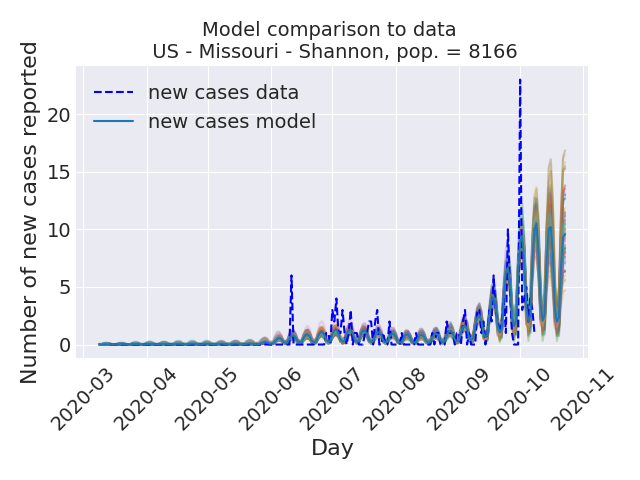 Model comparison to data
US - Missouri - Shannon, pop. = 8166
Number of new cases reported
new cases data
new cases model
20
15
10
5
0
2020-03
2020-04
2020-05
2020-06
2020-07
2020-08
2020-09
2020-10
2020-11
Day